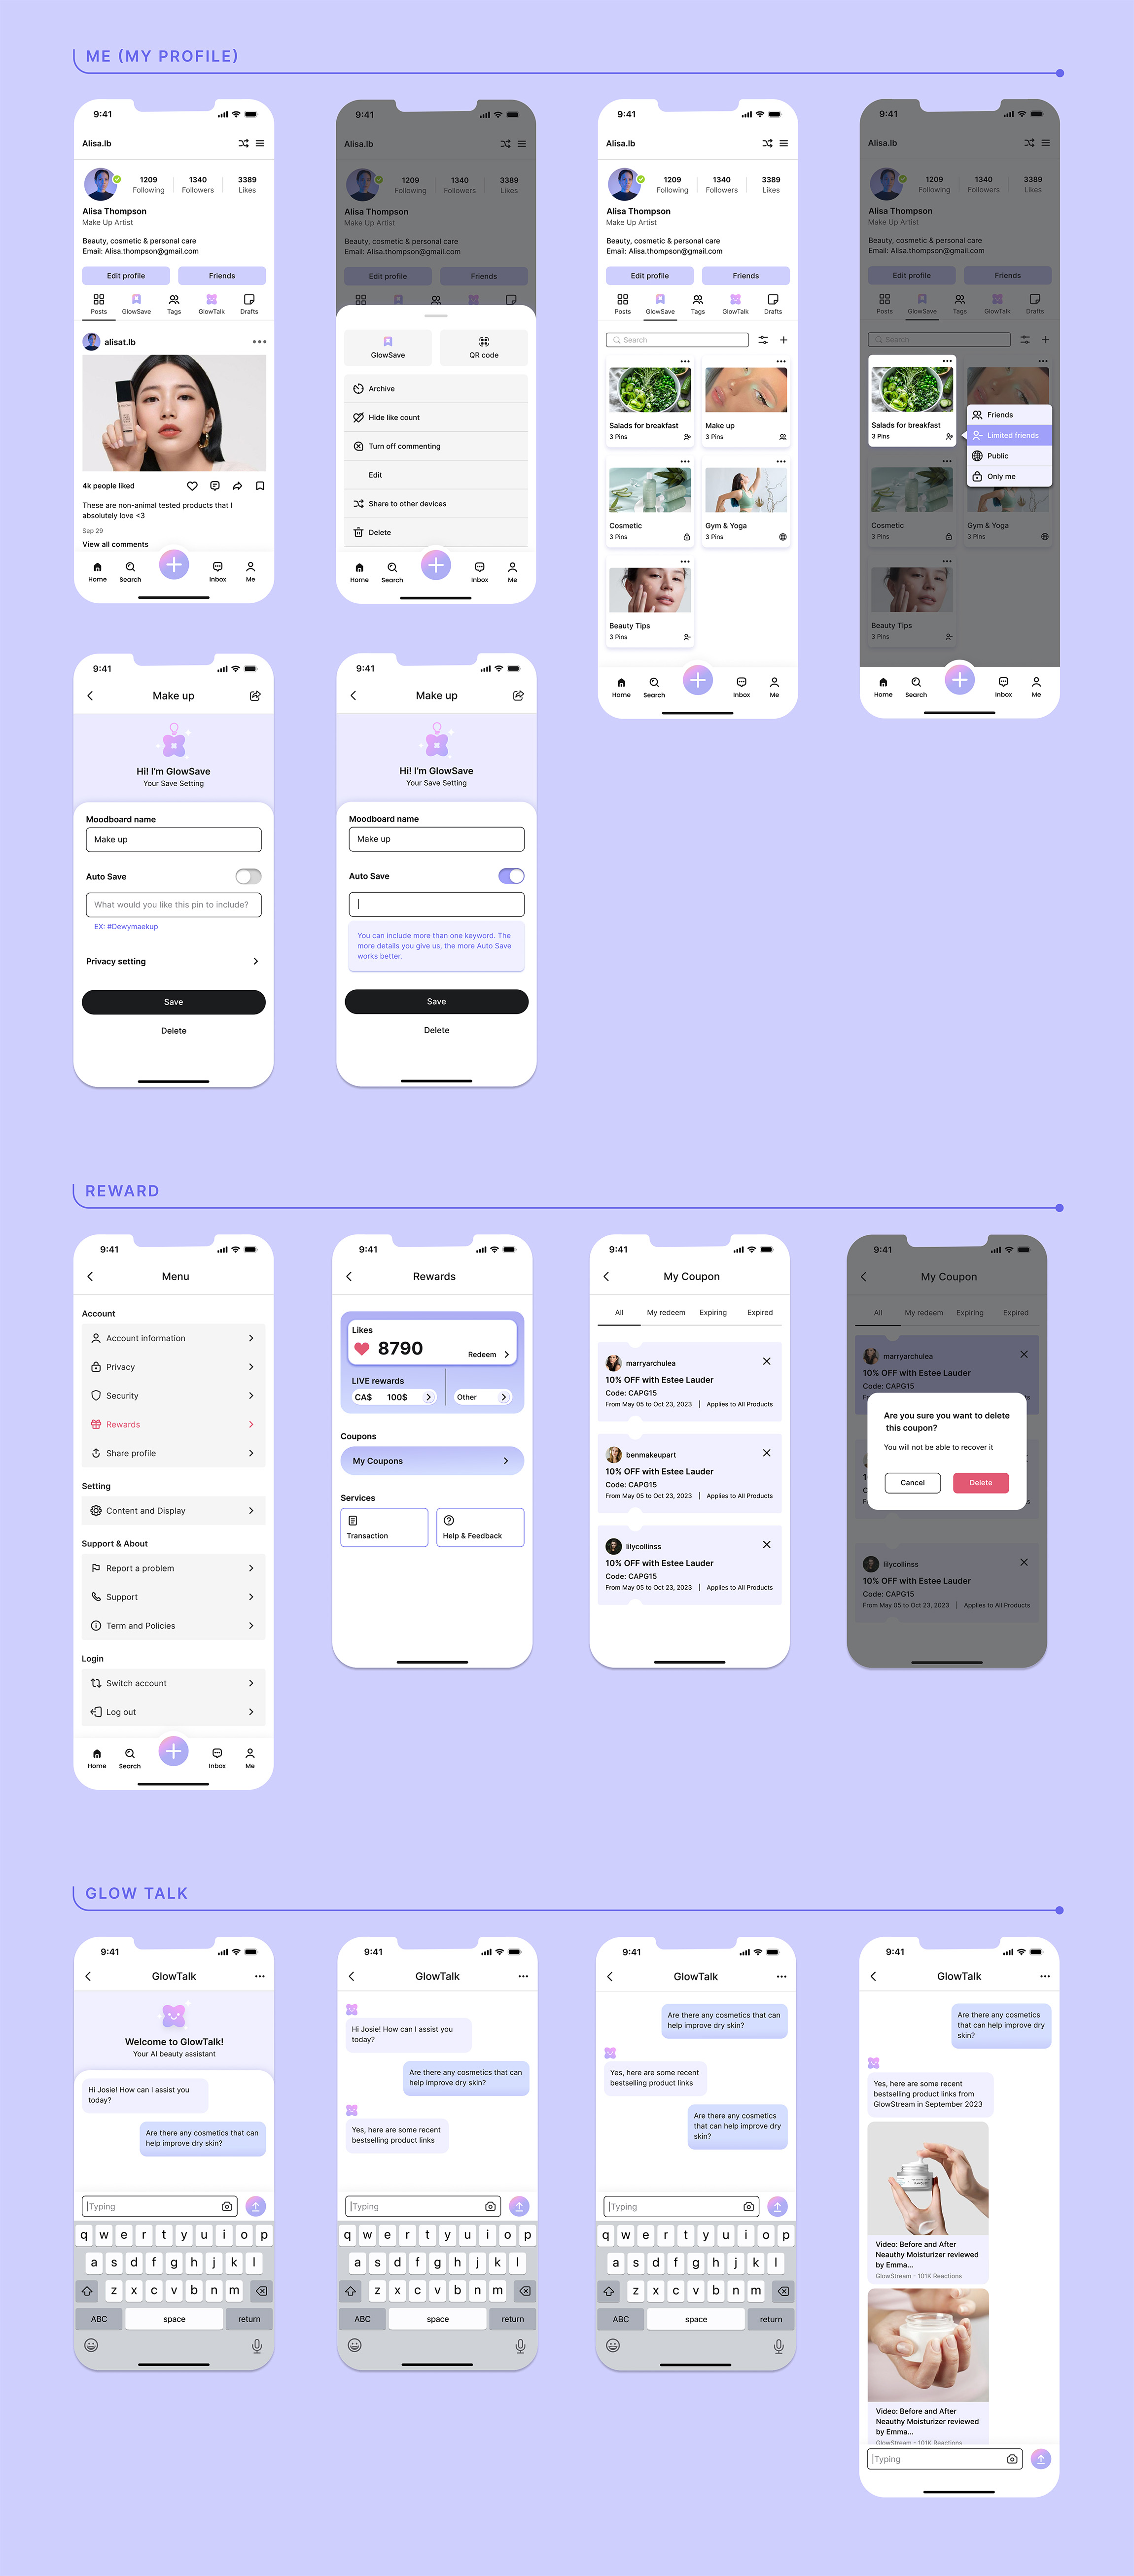 ME (MY PROFILE)
9:41
Alisa.lb
1209 1340 3389
Following Followers Likes
Alisa Thompson
Make Up Artist
Beauty, cosmetic & personal care
Email: Alisa.thompson@gmail.com
Edit profile Friends
Posts GlowSave Tags GlowTalk Drafts
alisat.lb
4k people liked
These are non-animal tested products that I
absolutely love <3
Sep 29
View all comments
Home Search Inbox Me
9:41
Alisa.lb
1209 1340 3389
Following Followers Likes
Alisa Thompson
Make Up Artist
Beauty, cosmetic & personal care
Email: Alisa.thompson@gmail.com
Edit profile Friends
GlowSave QR code
Archive
Hide like count
Turn off commenting
Edit
Share to other devices
Delete
Home Search Inbox Me
9:41
Alisa.lb
1209 1340 3389
Following Followers Likes
Alisa Thompson
Make Up Artist
Beauty, cosmetic & personal care
Email: Alisa.thompson@gmail.com
Edit profile Friends
Posts GlowSave Tags GlowTalk Drafts
Search
Salads for breakfast Make up
3 Pins 3 Pins
Cosmetic Gym & Yoga
3 Pins 3 Pins
Beauty Tips
3 Pins
Home Search Inbox Me
9:41
Alisa.lb
1209 1340 3389
Following Followers Likes
Alisa Thompson
Make Up Artist
Beauty, cosmetic & personal care
Email: Alisa.thompson@gmail.com
Edit profile Friends
Posts GlowSave Tags GlowTalk Drafts
Search
Salads for breakfast
3 Pins
Friends
Limited friends
Public
Only me
Cosmetic Gym & Yoga
3 Pins 3 Pins
Beauty Tips
3 Pins
Home Search Inbox Me
9:41
Make up
Hi! I'm GlowSave
Your Save Setting
Moodboard name
Make up
Auto Save
What would you like this pin to include?
EX: #Dewymaekup
Privacy setting
Save
Delete
9:41
Make up
Hi! I'm GlowSave
Your Save Setting
Moodboard name
Make up
Auto Save
You can include more than one keyword. The
more details you give us, the more Auto Save
works better.
Save
Delete
REWARD
9:41
Menu
Account
Account information
Privacy
Security
Rewards
Share profile
Setting
Content and Display
Support & About
Report a problem
Support
Term and Policies
Login
Switch account
Log out
Home Search Inbox Me
9:41
Rewards
Likes
8790
Redeem
LIVE rewards
CA$ 100$ Other
Coupons
My Coupons
Services
Transaction Help & Feedback
9:41
My Coupon
All My redeem Expiring Expired
marryarchulea
10% OFF with Estee Lauder
Code: CAPG15
From May 05 to Oct 23, 2023 | Applies to All Products
benmakeupart
10% OFF with Estee Lauder
Code: CAPG15
From May 05 to Oct 23, 2023 | Applies to All Products
lilycollinss
10% OFF with Estee Lauder
Code: CAPG15
From May 05 to Oct 23, 2023 | Applies to All Products
9:41
My Coupon
All My redeem Expiring Expired
marryarchulea
10% OFF with Estee Lauder
Code: CAPG15
Are you sure you want to delete
this coupon?
You will not be able to recover it
Cancel Delete
lilycollinss
10% OFF with Estee Lauder
Code: CAPG15
From May 05 to Oct 23, 2023 | Applies to All Products
GLOW TALK
9:41
GlowTalk
Welcome to GlowTalk!
Your AI beauty assistant
Hi Josie! How can I assist you
today?
Are there any cosmetics that can
help improve dry skin?
Typing
q w e r t y u i o p
a s d f g h j k l
z x c v b n m
ABC space return
9:41
GlowTalk
Hi Josie! How can I assist you
today?
Are there any cosmetics that can
help improve dry skin?
Yes, here are some recent
bestselling product links
Typing
q w e r t y u i o p
a s d f g h j k l
z x c v b n m
ABC space return
9:41
GlowTalk
Are there any cosmetics that can
help improve dry skin?
Yes, here are some recent
bestselling product links
Are there any cosmetics
that can help improve dry
skin?
Typing
q w e r t y u i o p
a s d f g h j k l
z x c v b n m
ABC space return
9:41
GlowTalk
Are there any cosmetics
that can help improve dry
skin?
Yes, here are some recent
bestselling product links from
GlowStream in September 2023
Video: Before and After
Neauthy Moisturizer reviewed
by Emma...
GlowStream - 101K Reactions
Video: Before and After
Neauthy Moisturizer reviewed
by Emma...
GlowStream - 101K Reactions
Typing